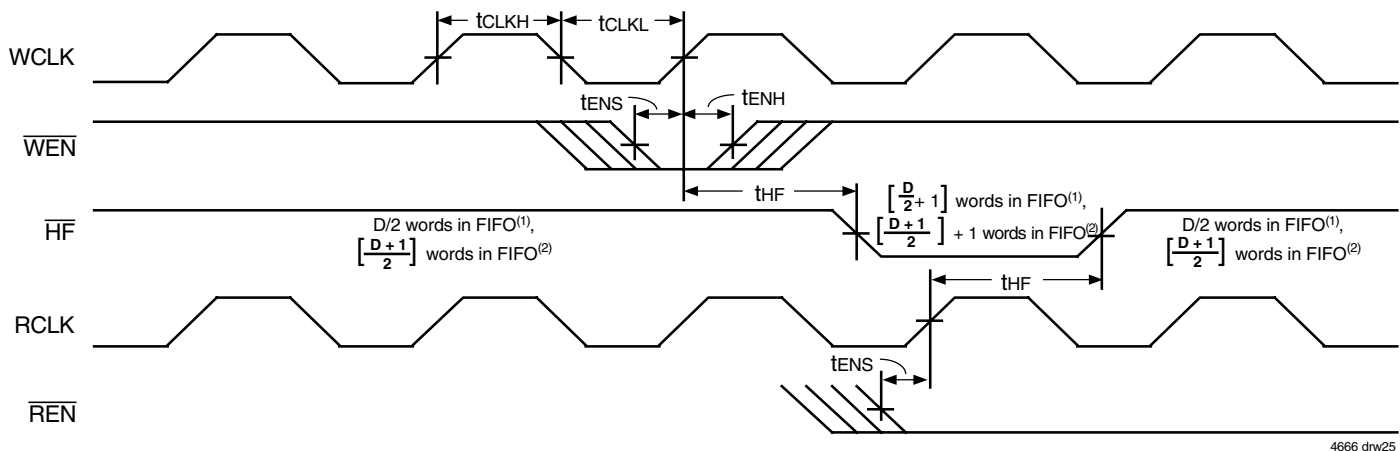 tCLKH
tCLKL
WCLK
tENS
tENH
WEN
tHF
HF
D/2 words in FIFO(1),
[D + 1 / 2] words in FIFO(2)
[D/2 + 1] words in FIFO(1),
[D + 1 / 2] + 1 words in FIFO(2)
D/2 words in FIFO(1),
[D + 1 / 2] words in FIFO(2)
tHF
RCLK
tENS
REN
4666 drw25